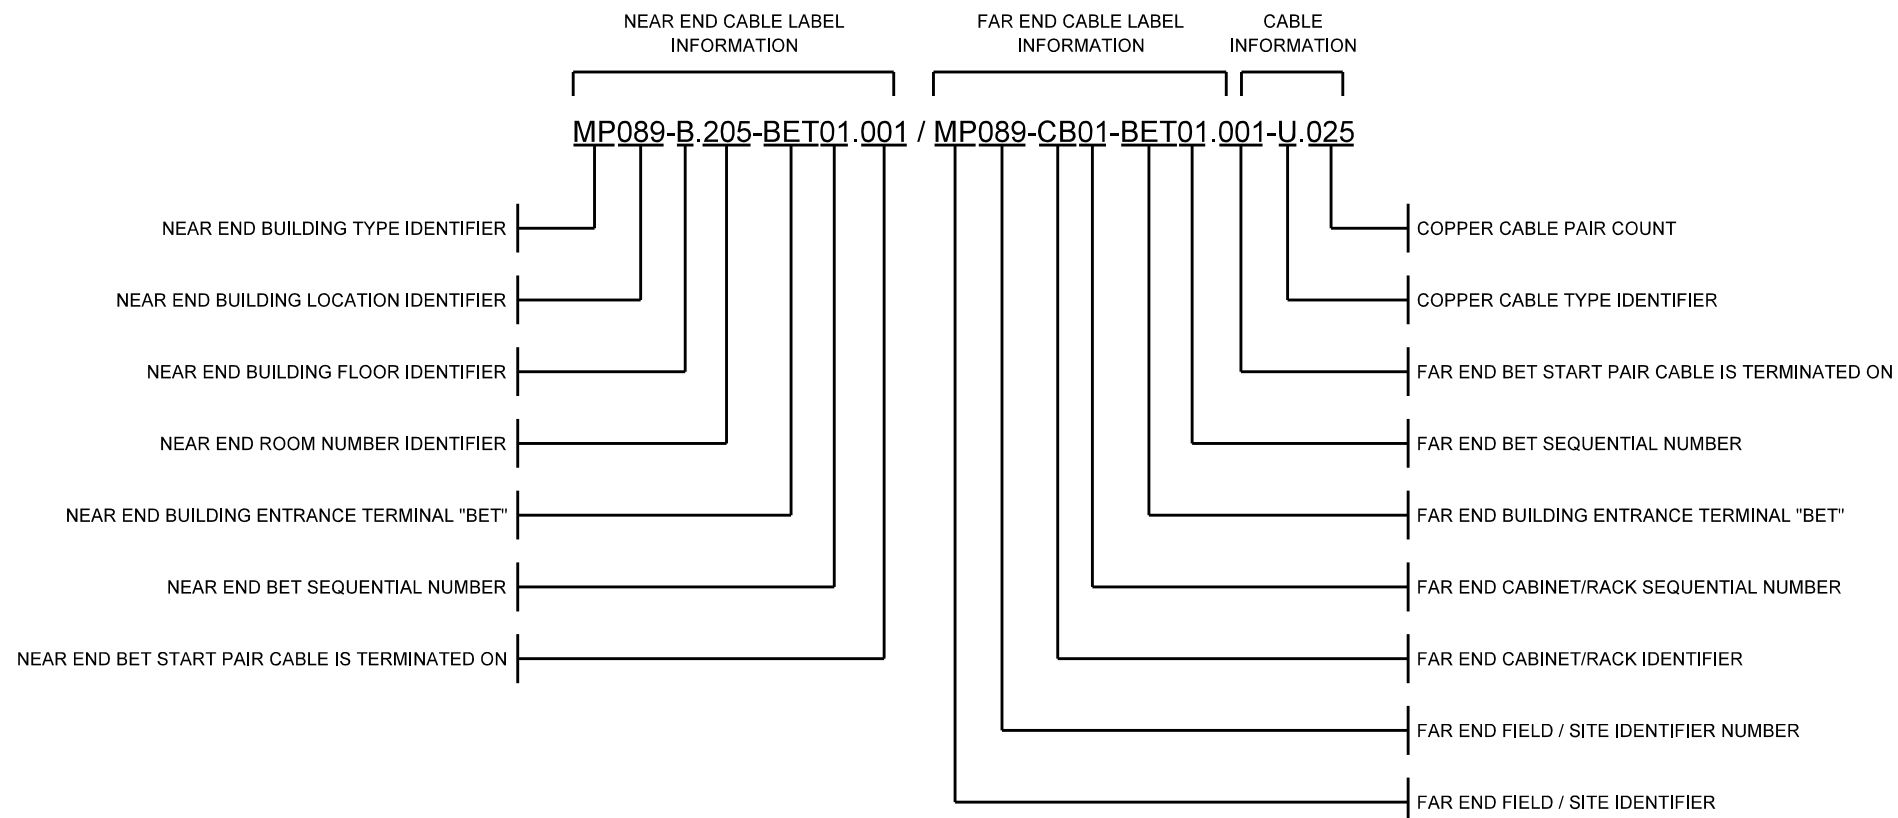 NEAR END CABLE LABEL
INFORMATION
FAR END CABLE LABEL
INFORMATION
CABLE
INFORMATION
MP089-B.205-BET01.001 / MP089-CB01-BET01.001-U.025
NEAR END BUILDING TYPE IDENTIFIER
NEAR END BUILDING LOCATION IDENTIFIER
NEAR END BUILDING FLOOR IDENTIFIER
NEAR END ROOM NUMBER IDENTIFIER
NEAR END BUILDING ENTRANCE TERMINAL "BET"
NEAR END BET SEQUENTIAL NUMBER
NEAR END BET START PAIR CABLE IS TERMINATED ON
COPPER CABLE PAIR COUNT
COPPER CABLE TYPE IDENTIFIER
FAR END BET START PAIR CABLE IS TERMINATED ON
FAR END BET SEQUENTIAL NUMBER
FAR END BUILDING ENTRANCE TERMINAL "BET"
FAR END CABINET/RACK SEQUENTIAL NUMBER
FAR END CABINET/RACK IDENTIFIER
FAR END FIELD / SITE IDENTIFIER NUMBER
FAR END FIELD / SITE IDENTIFIER